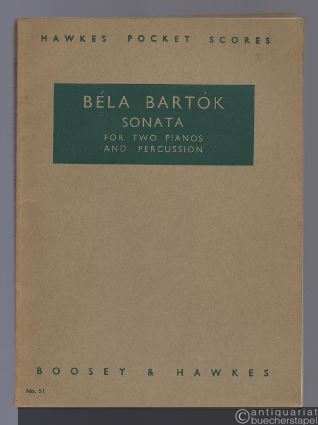 HAWKES POCKET SCORES
BÉLA BARTÓK
SONATA
FOR TWO PIANOS
AND PERCUSSION
BOOSEY & HAWKES
No. 51
antiquariat
buecherstapel